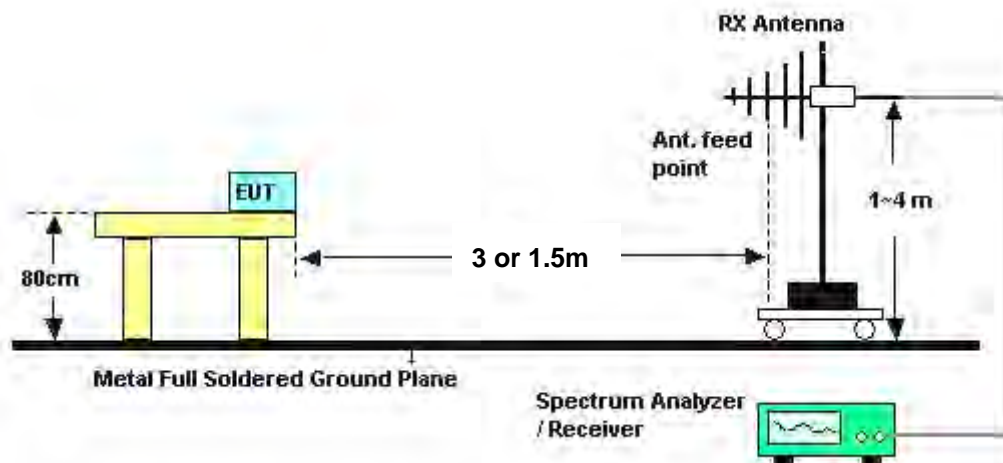 RX Antenna
Ant. feed
point
EUT
1~4 m
3 or 1.5m
80cm
Metal Full Soldered Ground Plane
Spectrum Analyzer
/ Receiver